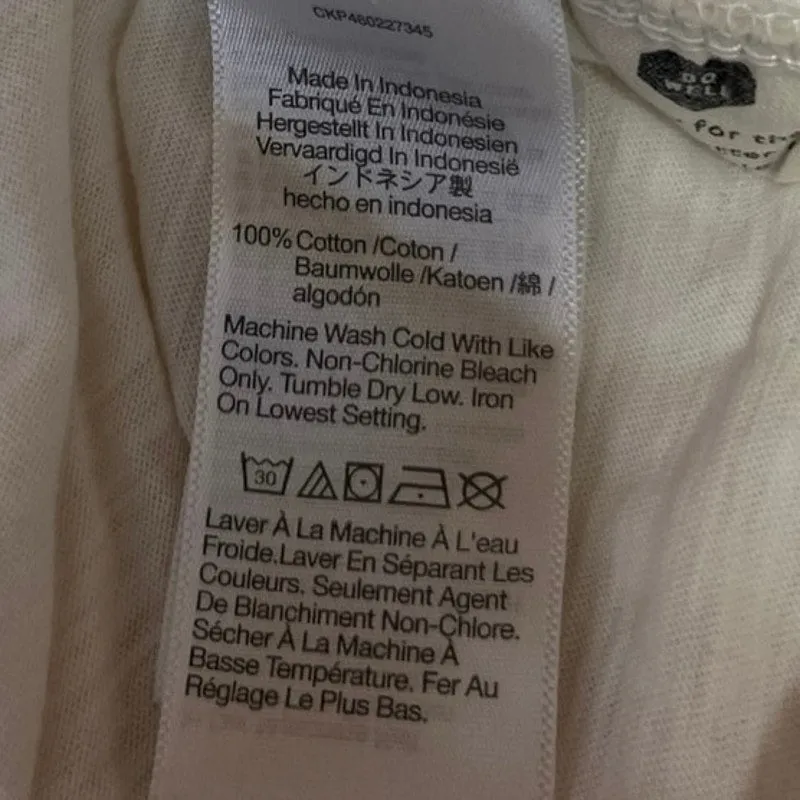 CKP460227345
Made In Indonesia
Fabriqué En Indonésie
Hergestellt In Indonesien
Vervaardigd In Indonesië
インドネシア製
hecho en indonesia
100% Cotton /Coton /
Baumwolle /Katoen /綿 /
algodón
Machine Wash Cold With Like
Colors. Non-Chlorine Bleach
Only. Tumble Dry Low. Iron
On Lowest Setting.
30
Laver À La Machine À L'eau
Froide.Laver En Séparant Les
Couleurs. Seulement Agent
De Blanchiment Non-Chlore.
Sécher À La Machine À
Basse Température. Fer Au
Réglage Le Plus Bas.
DO
WELL
for